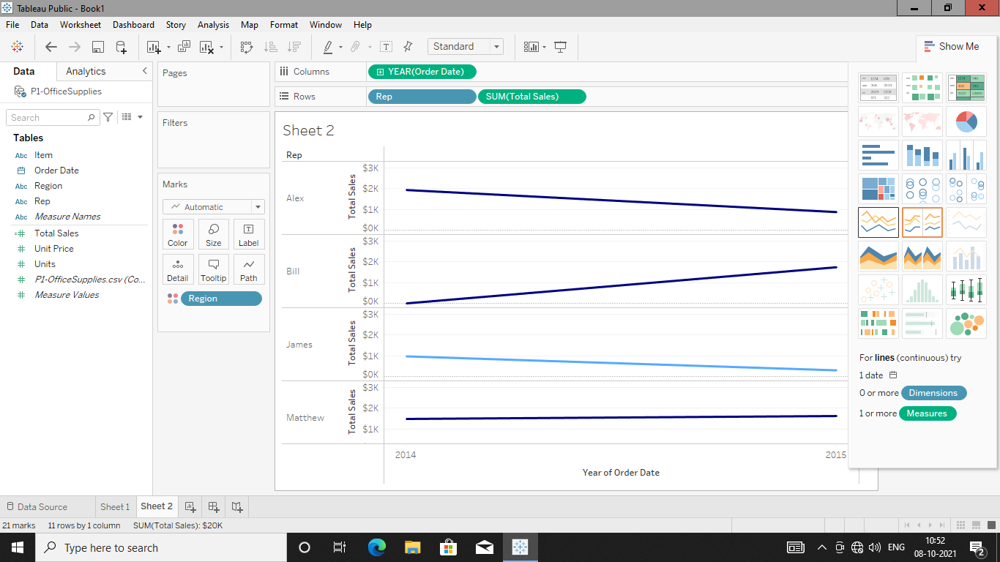 Tableau Public - Book1
File Data Worksheet Dashboard Story Analysis Map Format Window Help
Standard
Show Me
Data Analytics
P1-OfficeSupplies
Search
Tables
Abc Item
Order Date
Abc Region
Abc Rep
Abc Measure Names
Total Sales
Unit Price
Units
P1-OfficeSupplies.csv (Co...
Measure Values
Pages
Filters
Marks
Automatic
Color Size Label
Detail Tooltip Path
Region
Columns YEAR(Order Date)
Rows Rep SUM(Total Sales)
Sheet 2
Rep
Alex
Total Sales
$3K
$2K
$1K
$0K
Bill
Total Sales
$3K
$2K
$1K
$0K
James
Total Sales
$3K
$2K
$1K
$0K
Matthew
Total Sales
$3K
$2K
$1K
2014 2015
Year of Order Date
For lines (continuous) try
1 date
0 or more Dimensions
1 or more Measures
Data Source Sheet 1 Sheet 2
21 marks 11 rows by 1 column SUM(Total Sales): $20K
Type here to search
ENG
10:52
08-10-2021
2